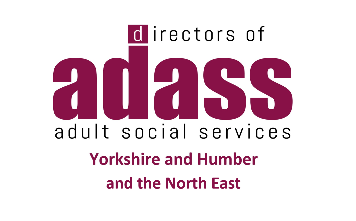 directors of
adass
adult social services
Yorkshire and Humber
and the North East